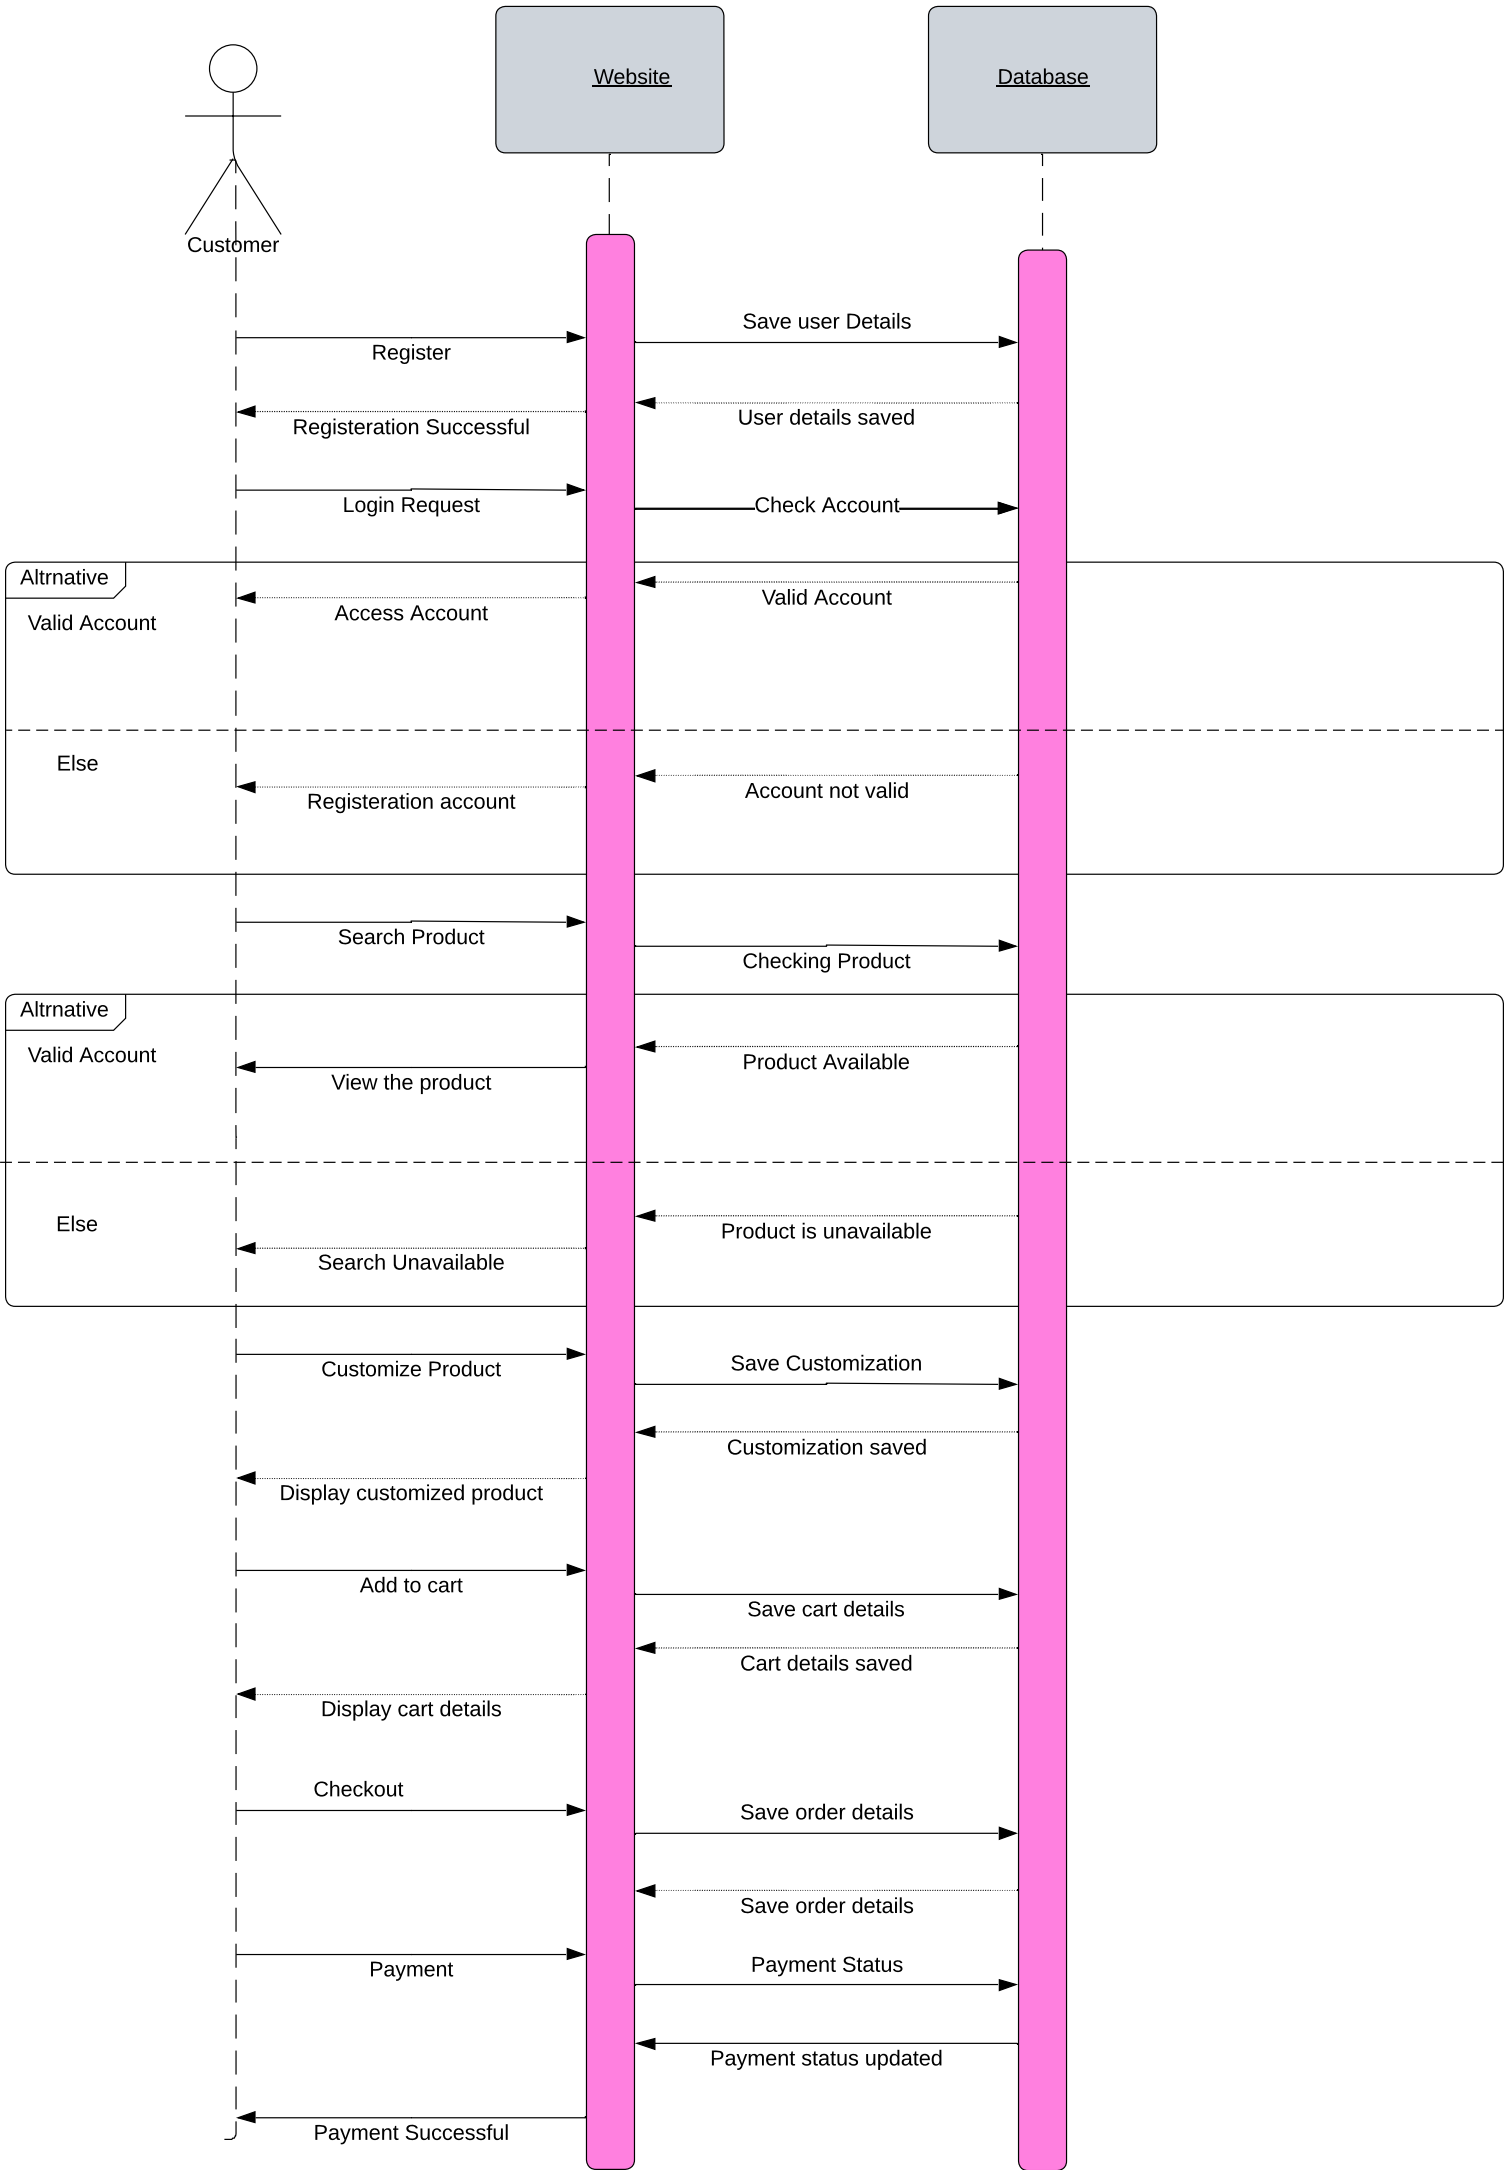 Website
Database
Customer
Save user Details
Register
User details saved
Registeration Successful
Login Request
Check Account
Altrnative
Valid Account
Access Account
Valid Account
Else
Account not valid
Registeration account
Search Product
Checking Product
Altrnative
Valid Account
Product Available
View the product
Else
Product is unavailable
Search Unavailable
Customize Product
Save Customization
Customization saved
Display customized product
Add to cart
Save cart details
Cart details saved
Display cart details
Checkout
Save order details
Save order details
Payment
Payment Status
Payment status updated
Payment Successful